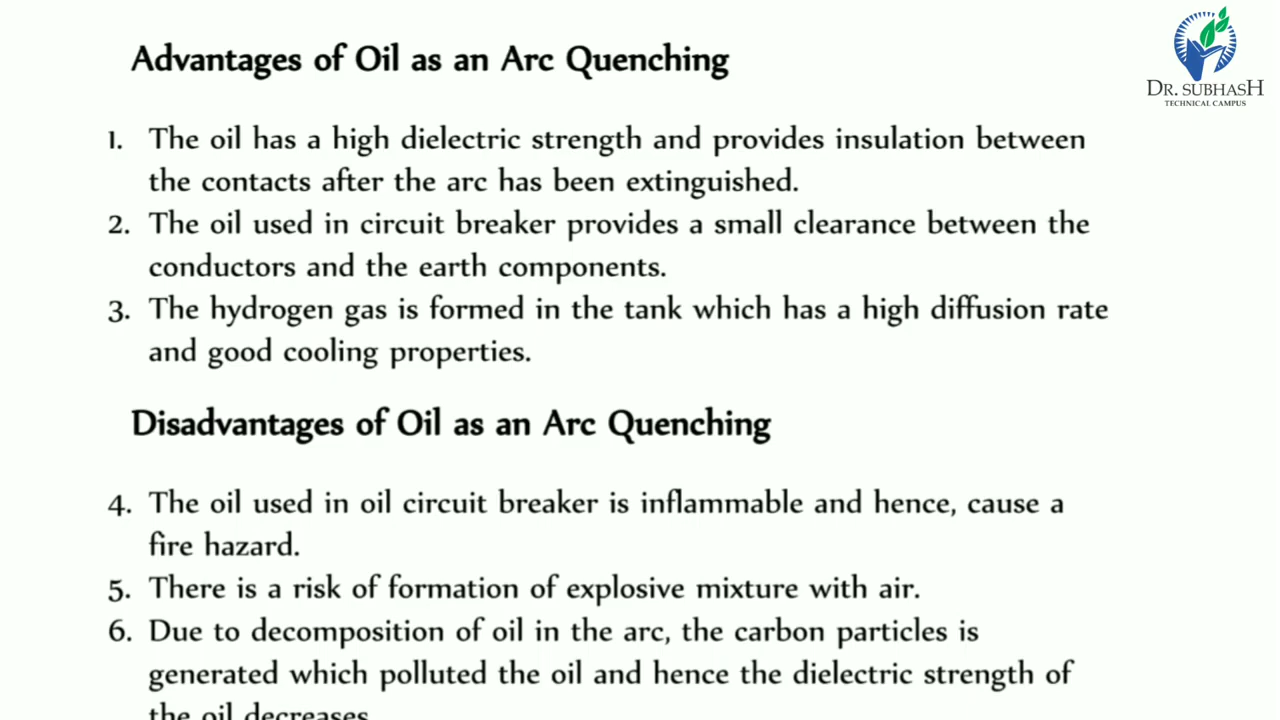 Advantages of Oil as an Arc Quenching
DR. SUBHASH
TECHNICAL CAMPUS
1. The oil has a high dielectric strength and provides insulation between
the contacts after the arc has been extinguished.
2. The oil used in circuit breaker provides a small clearance between the
conductors and the earth components.
3. The hydrogen gas is formed in the tank which has a high diffusion rate
and good cooling properties.
Disadvantages of Oil as an Arc Quenching
4. The oil used in oil circuit breaker is inflammable and hence, cause a
fire hazard.
5. There is a risk of formation of explosive mixture with air.
6. Due to decomposition of oil in the arc, the carbon particles is
generated which polluted the oil and hence the dielectric strength of
the oil decreases.